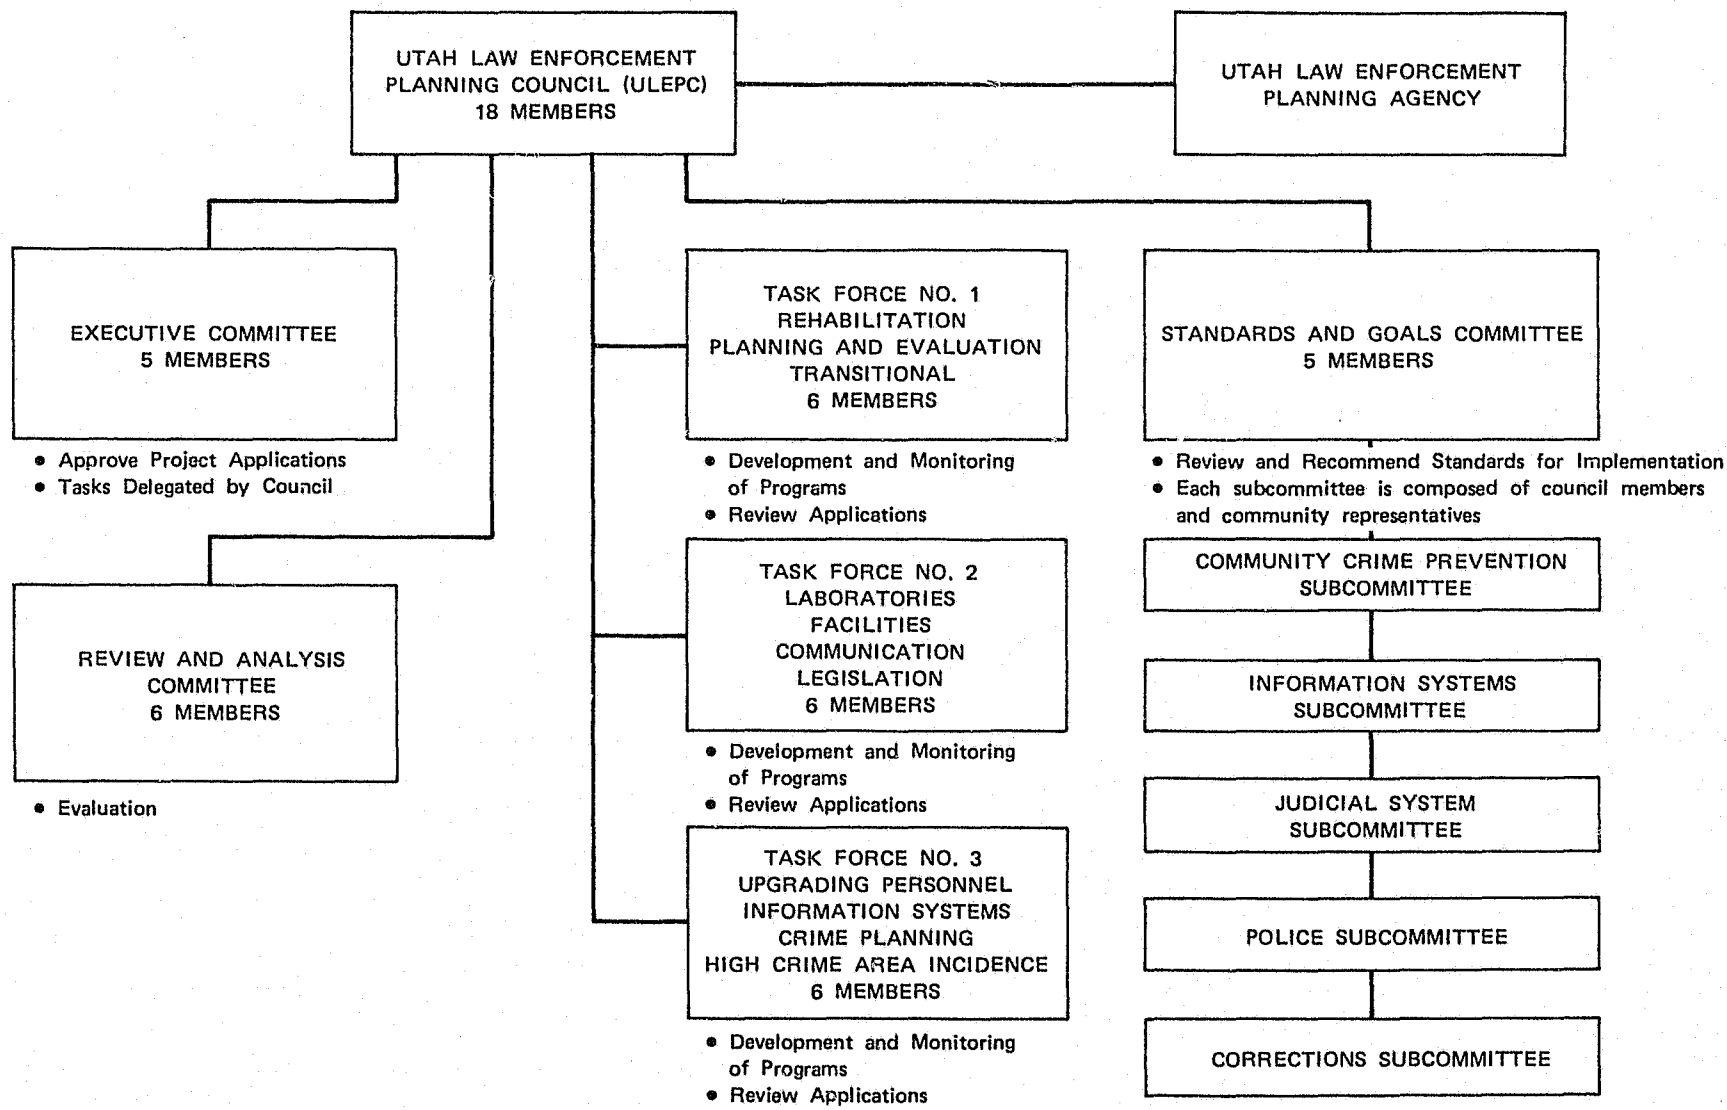 UTAH LAW ENFORCEMENT
PLANNING COUNCIL (ULEPC)
18 MEMBERS
UTAH LAW ENFORCEMENT
PLANNING AGENCY
EXECUTIVE COMMITTEE
5 MEMBERS
• Approve Project Applications
• Tasks Delegated by Council
REVIEW AND ANALYSIS
COMMITTEE
6 MEMBERS
• Evaluation
TASK FORCE NO. 1
REHABILITATION
PLANNING AND EVALUATION
TRANSITIONAL
6 MEMBERS
• Development and Monitoring
of Programs
• Review Applications
TASK FORCE NO. 2
LABORATORIES
FACILITIES
COMMUNICATION
LEGISLATION
6 MEMBERS
• Development and Monitoring
of Programs
• Review Applications
TASK FORCE NO. 3
UPGRADING PERSONNEL
INFORMATION SYSTEMS
CRIME PLANNING
HIGH CRIME AREA INCIDENCE
6 MEMBERS
• Development and Monitoring
of Programs
• Review Applications
STANDARDS AND GOALS COMMITTEE
5 MEMBERS
• Review and Recommend Standards for Implementation
• Each subcommittee is composed of council members
and community representatives
COMMUNITY CRIME PREVENTION
SUBCOMMITTEE
INFORMATION SYSTEMS
SUBCOMMITTEE
JUDICIAL SYSTEM
SUBCOMMITTEE
POLICE SUBCOMMITTEE
CORRECTIONS SUBCOMMITTEE